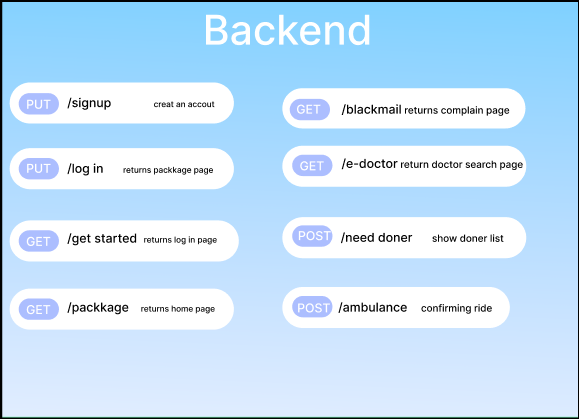 Backend
PUT /signup creat an accout
PUT /log in returns packkage page
GET /get started returns log in page
GET /packkage returns home page
GET /blackmail returns complain page
GET /e-doctor return doctor search page
POST /need doner show doner list
POST /ambulance confirming ride